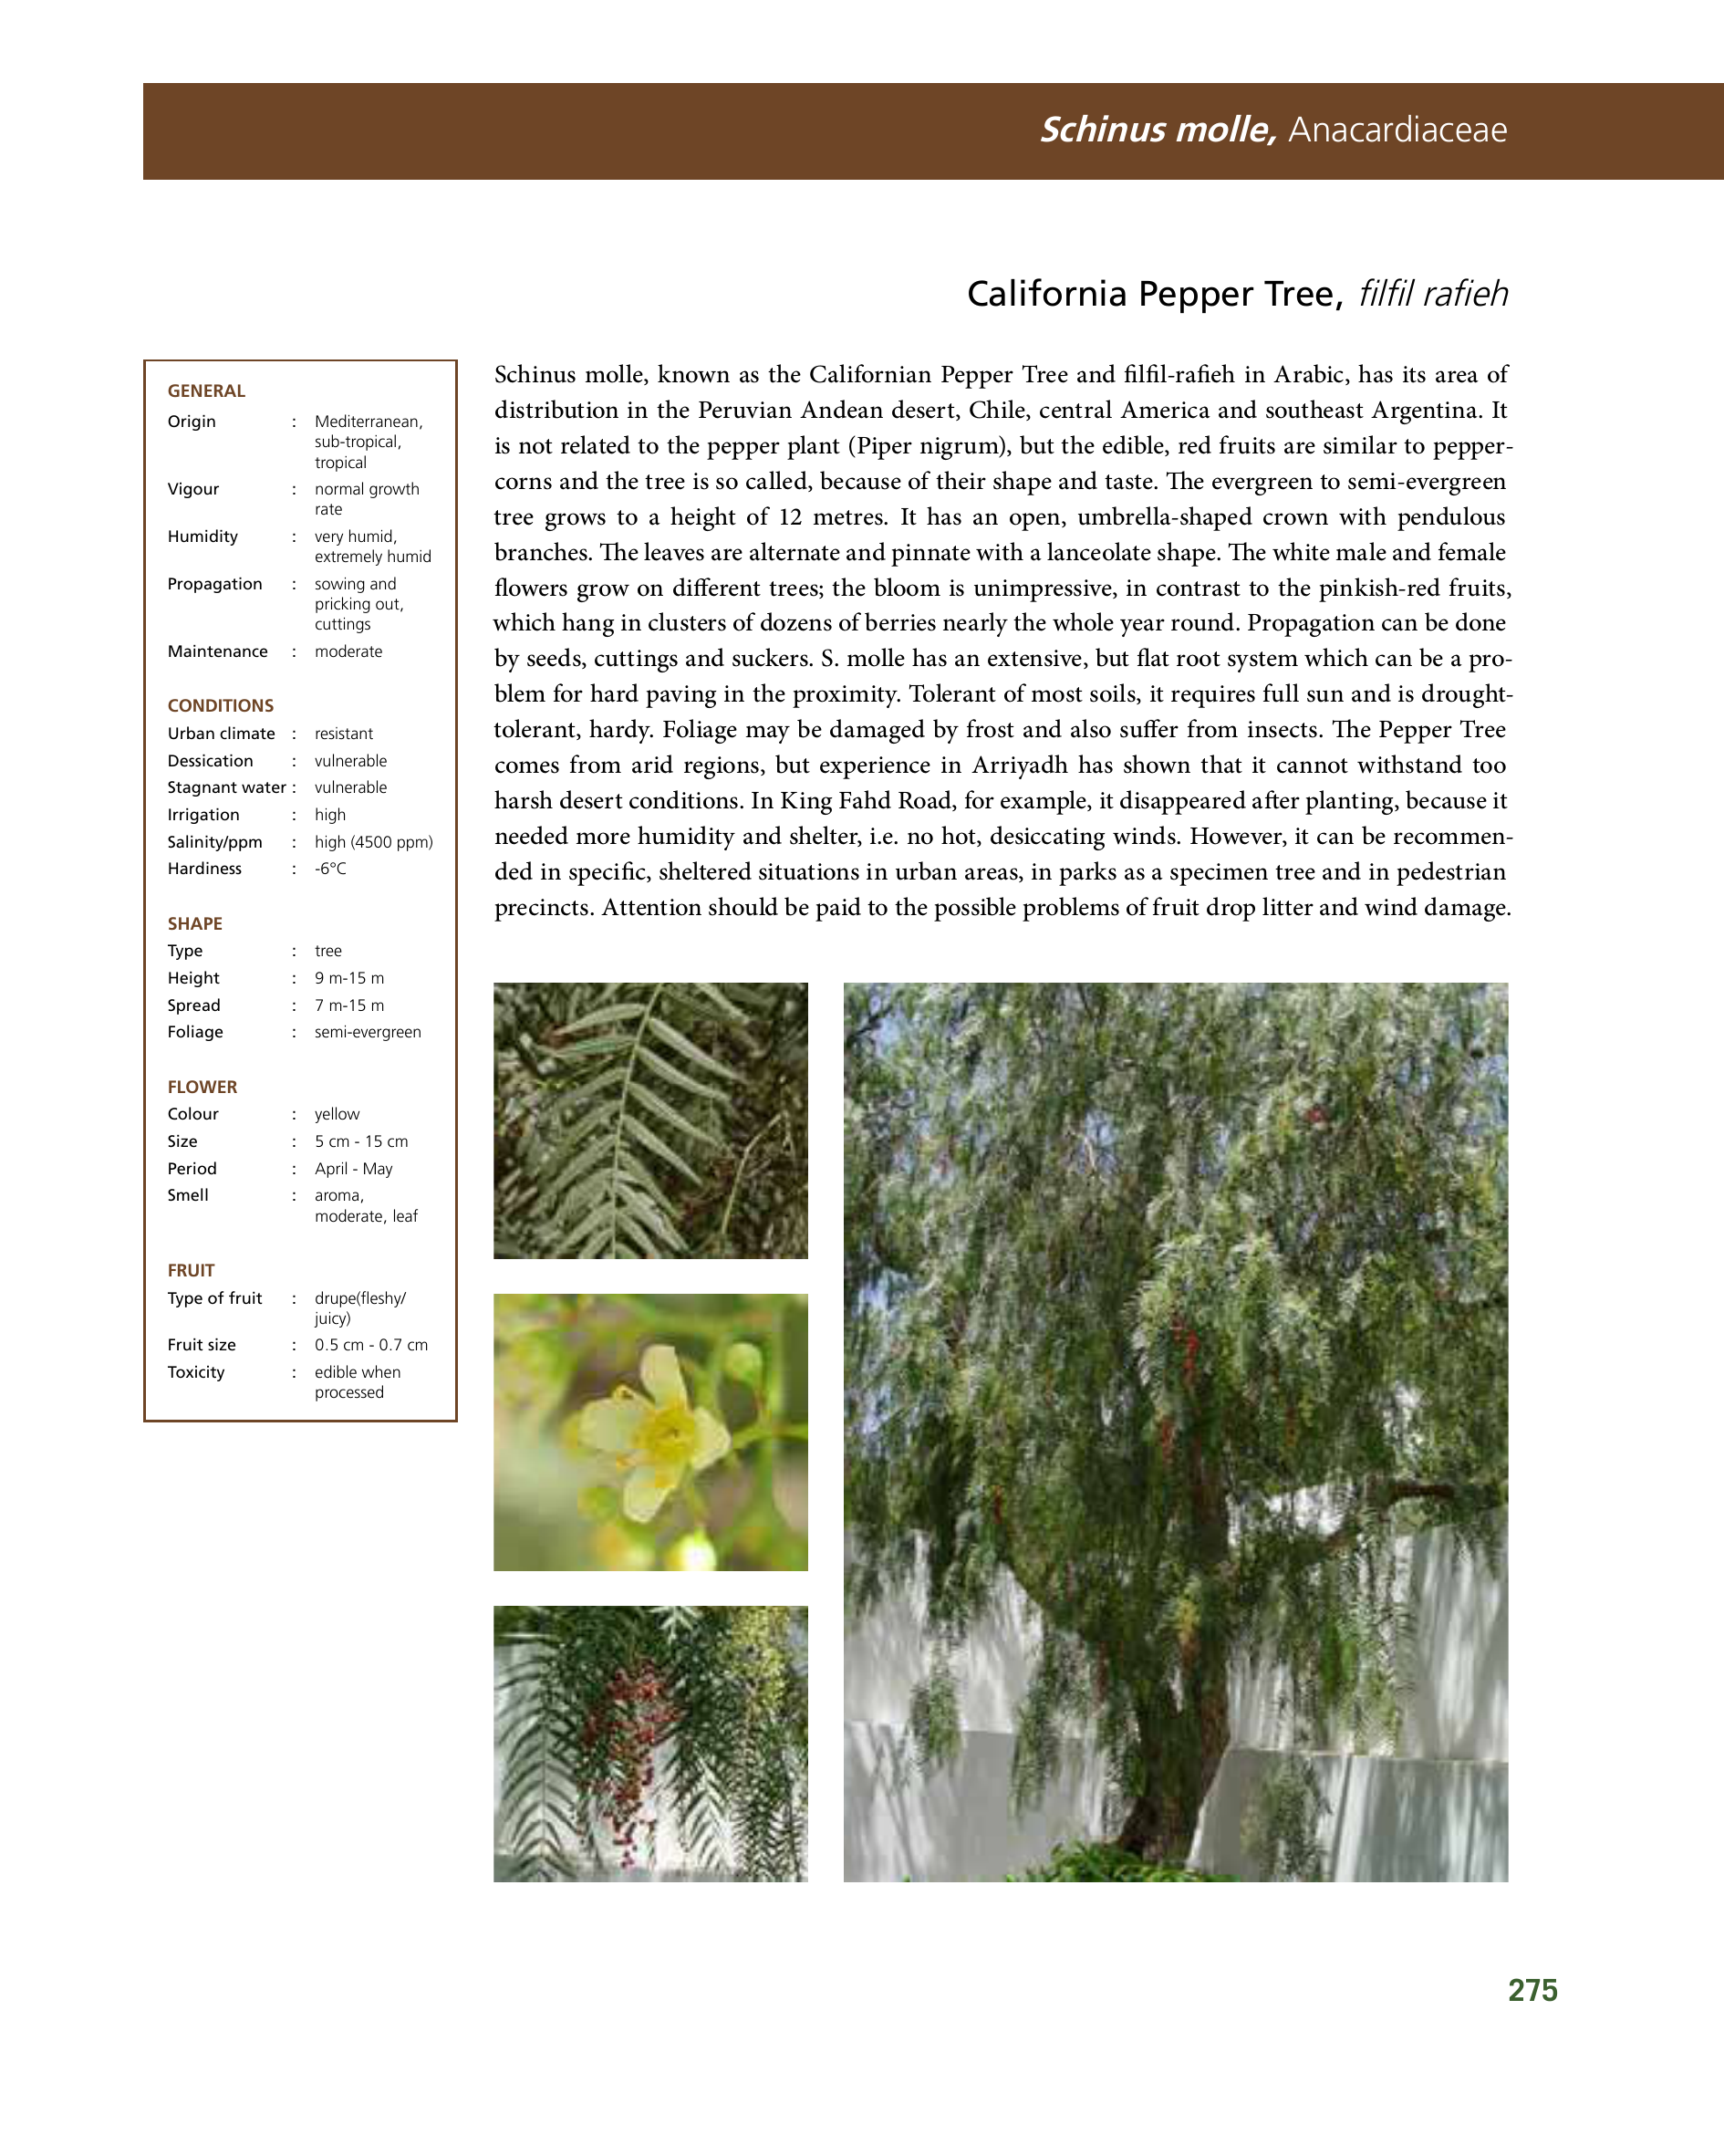 Schinus molle, Anacardiaceae
California Pepper Tree, filfil rafieh
GENERAL
Origin : Mediterranean,
sub-tropical,
tropical
Vigour : normal growth
rate
Humidity : very humid,
extremely humid
Propagation : sowing and
pricking out,
cuttings
Maintenance : moderate
CONDITIONS
Urban climate : resistant
Dessication : vulnerable
Stagnant water : vulnerable
Irrigation : high
Salinity/ppm : high (4500 ppm)
Hardiness : -6°C
SHAPE
Type : tree
Height : 9 m-15 m
Spread : 7 m-15 m
Foliage : semi-evergreen
FLOWER
Colour : yellow
Size : 5 cm - 15 cm
Period : April - May
Smell : aroma,
moderate, leaf
FRUIT
Type of fruit : drupe(fleshy/
juicy)
Fruit size : 0.5 cm - 0.7 cm
Toxicity : edible when
processed
Schinus molle, known as the Californian Pepper Tree and filfil-rafieh in Arabic, has its area of
distribution in the Peruvian Andean desert, Chile, central America and southeast Argentina. It
is not related to the pepper plant (Piper nigrum), but the edible, red fruits are similar to pepper-
corns and the tree is so called, because of their shape and taste. The evergreen to semi-evergreen
tree grows to a height of 12 metres. It has an open, umbrella-shaped crown with pendulous
branches. The leaves are alternate and pinnate with a lanceolate shape. The white male and female
flowers grow on different trees; the bloom is unimpressive, in contrast to the pinkish-red fruits,
which hang in clusters of dozens of berries nearly the whole year round. Propagation can be done
by seeds, cuttings and suckers. S. molle has an extensive, but flat root system which can be a pro-
blem for hard paving in the proximity. Tolerant of most soils, it requires full sun and is drought-
tolerant, hardy. Foliage may be damaged by frost and also suffer from insects. The Pepper Tree
comes from arid regions, but experience in Arriyadh has shown that it cannot withstand too
harsh desert conditions. In King Fahd Road, for example, it disappeared after planting, because it
needed more humidity and shelter, i.e. no hot, desiccating winds. However, it can be recommen-
ded in specific, sheltered situations in urban areas, in parks as a specimen tree and in pedestrian
precincts. Attention should be paid to the possible problems of fruit drop litter and wind damage.
275